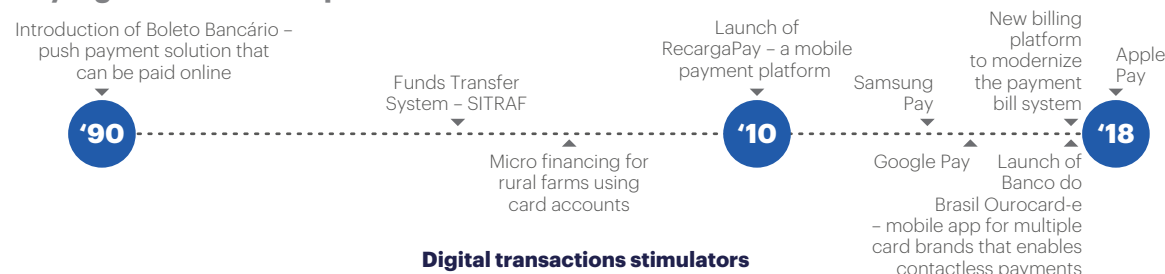 Introduction of Boleto Bancário –
push payment solution that
can be paid online
Funds Transfer
System – SITRAF
Launch of
RecargaPay – a mobile
payment platform
Samsung
Pay
New billing
platform
to modernize
the payment
bill system
Apple
Pay
‘90
‘10
‘18
Micro financing for
rural farms using
card accounts
Google Pay
Launch of
Banco do
Brasil Ourocard-e
– mobile app for multiple
card brands that enables
contactless payments
Digital transactions stimulators